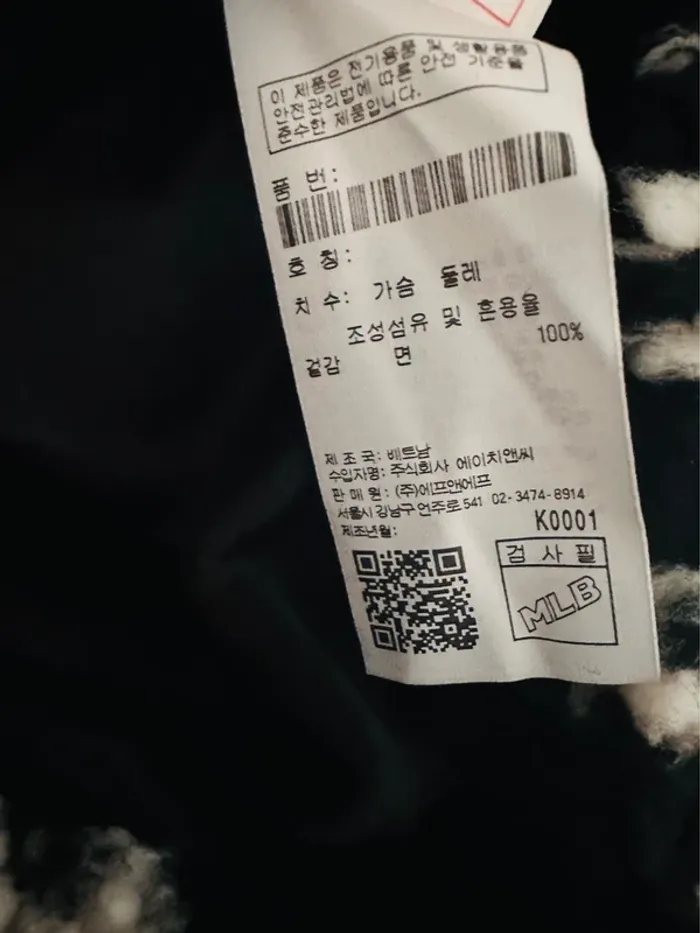 이 제품은 전기용품 및 생활용품
안전관리법에 따른 안전 기준을
준수한 제품입니다.
품 번:
호 칭:
치 수: 가슴 둘레
조성섬유 및 혼용율
겉감 면 100%
제 조 국: 베트남
수입자명: 주식회사 에이치앤씨
판 매 원: (주)에프앤에프
서울시 강남구 언주로 541 02-3474-8914
제조년월:
K0001
검 사 필
MLB